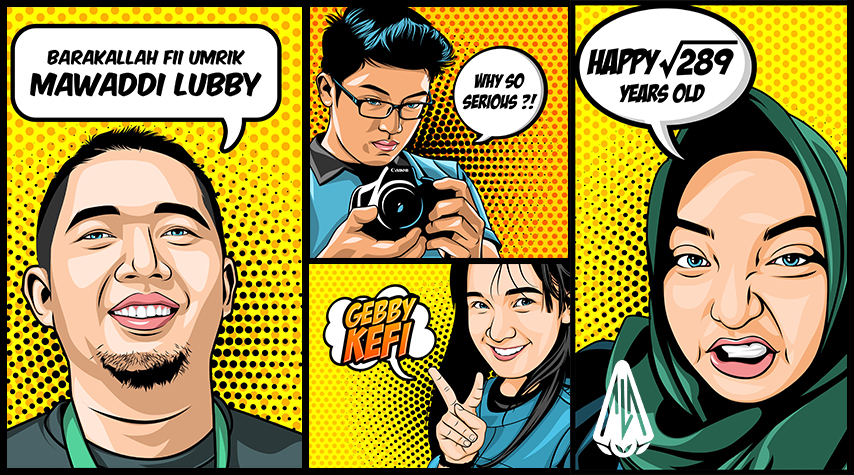 BARAKALLAH FII UMRIK
MAWADDI LUBBY
WHY SO
SERIOUS ?!
Canon
GEBBY
KEFI
HAPPY √289
YEARS OLD